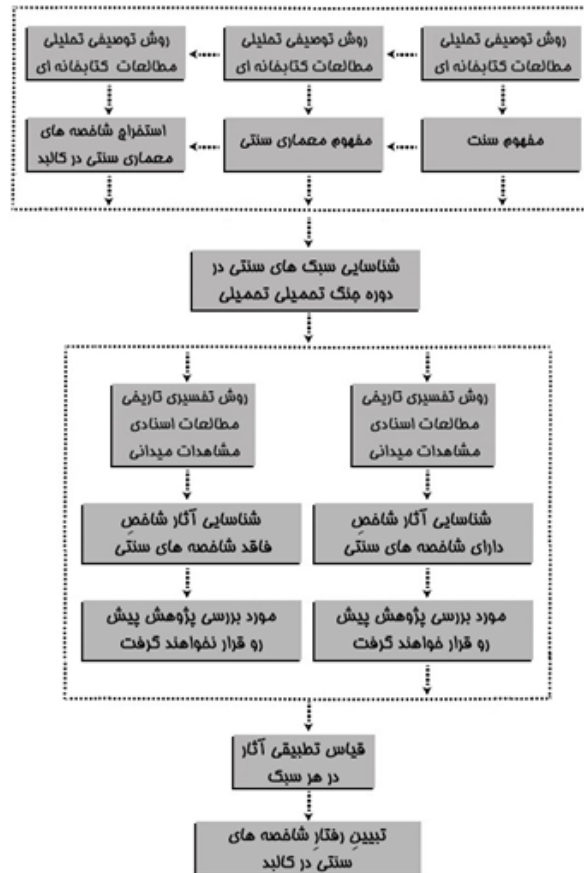 روش توصیفی تحلیلی
مطالعات کتابخانه ای
روش توصیفی تحلیلی
مطالعات کتابخانه ای
روش توصیفی تحلیلی
مطالعات کتابخانه ای
مفهوم سنت
مفهوم معماری سنتی
استخراج شاخصه های
معماری سنتی در کالبد
شناسایی سبک های سنتی در
دوره جنگ تحمیلی تحمیلی
روش تفسیری تاریخی
مطالعات اسنادی
مشاهدات میدانی
روش تفسیری تاریخی
مطالعات اسنادی
مشاهدات میدانی
شناسایی آثار شاخصِ
دارای شاخصه های سنتی
شناسایی آثار شاخصِ
فاقد شاخصه های سنتی
مورد بررسی پژوهش پیش
رو قرار خواهند گرفت
مورد بررسی پژوهش پیش
رو قرار نخواهند گرفت
قیاس تطبیقی آثار
در هر سبک
تبیینِ رفتارِ شاخصه های
سنتی در کالبد